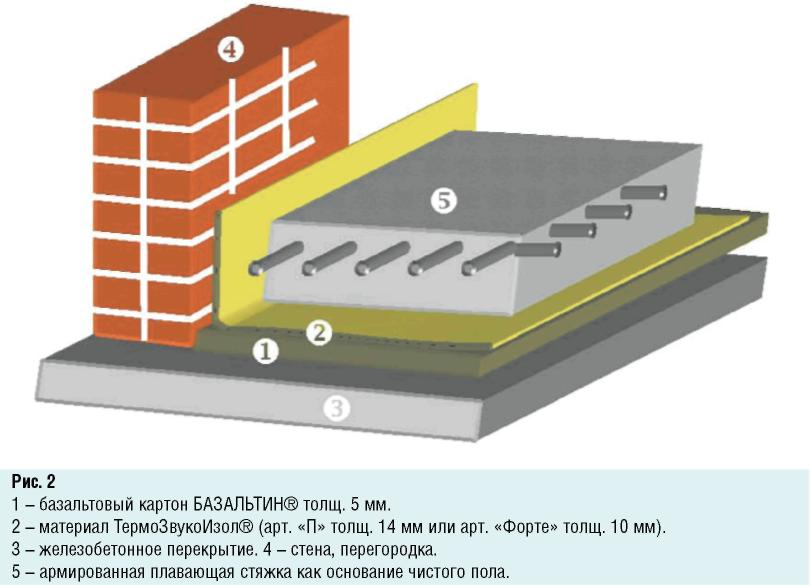 4
5
2
1
3
Рис. 2
1 – базальтовый картон БАЗАЛЬТИН® толщ. 5 мм.
2 – материал ТермоЗвукоИзол® (арт. «П» толщ. 14 мм или арт. «Форте» толщ. 10 мм).
3 – железобетонное перекрытие. 4 – стена, перегородка.
5 – армированная плавающая стяжка как основание чистого пола.